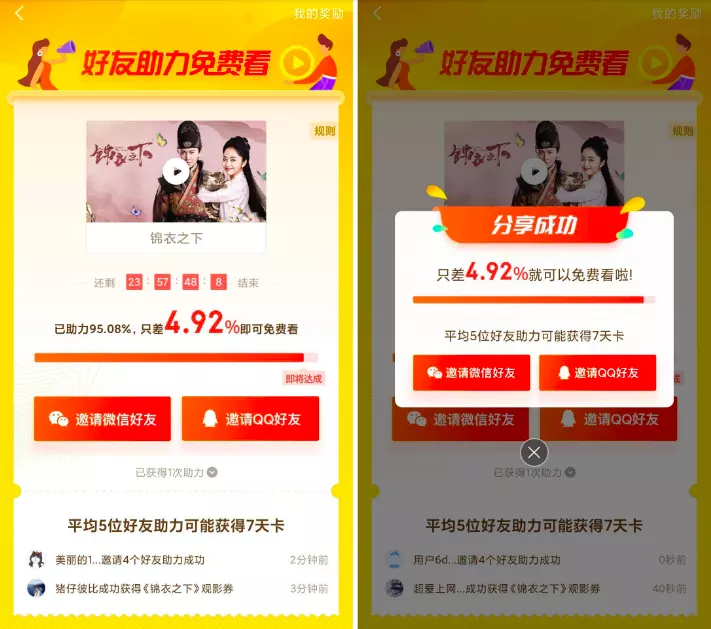 我的奖励
好友助力免费看
规则
锦衣之下
锦衣之下
还剩 23 : 57 : 48 : 8 结束
已助力95.08%, 只差4.92%即可免费看
即将达成
邀请微信好友 邀请QQ好友
已获得1次助力
平均5位好友助力可能获得7天卡
美丽的1...邀请4个好友助力成功 2分钟前
猪仔彼比成功获得《锦衣之下》观影券 3分钟前
我的奖励
好友助力免费看
规则
锦衣之下
分享成功
只差4.92%就可以免费看啦!
平均5位好友助力可能获得7天卡
邀请微信好友 邀请QQ好友
成
邀请微信好友 邀请QQ好友
已获得1次助力
平均5位好友助力可能获得7天卡
用户6d...邀请4个好友助力成功 0秒前
超爱上网...成功获得《锦衣之下》观影券 40秒前